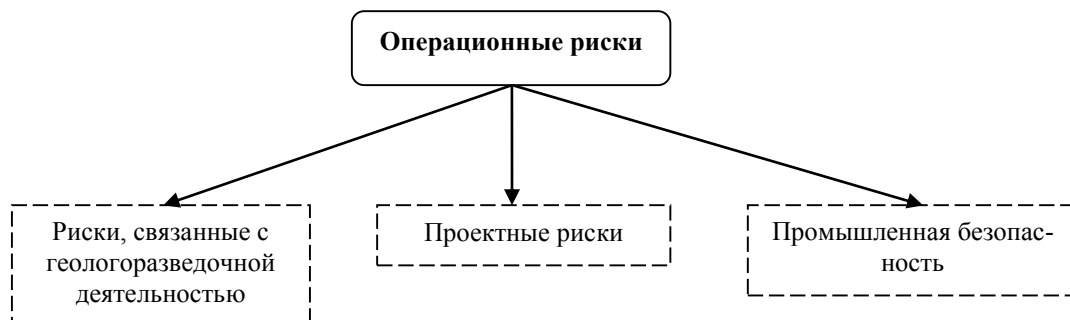 Операционные риски
Риски, связанные с
геологоразведочной
деятельностью
Проектные риски
Промышленная безопас-
ность